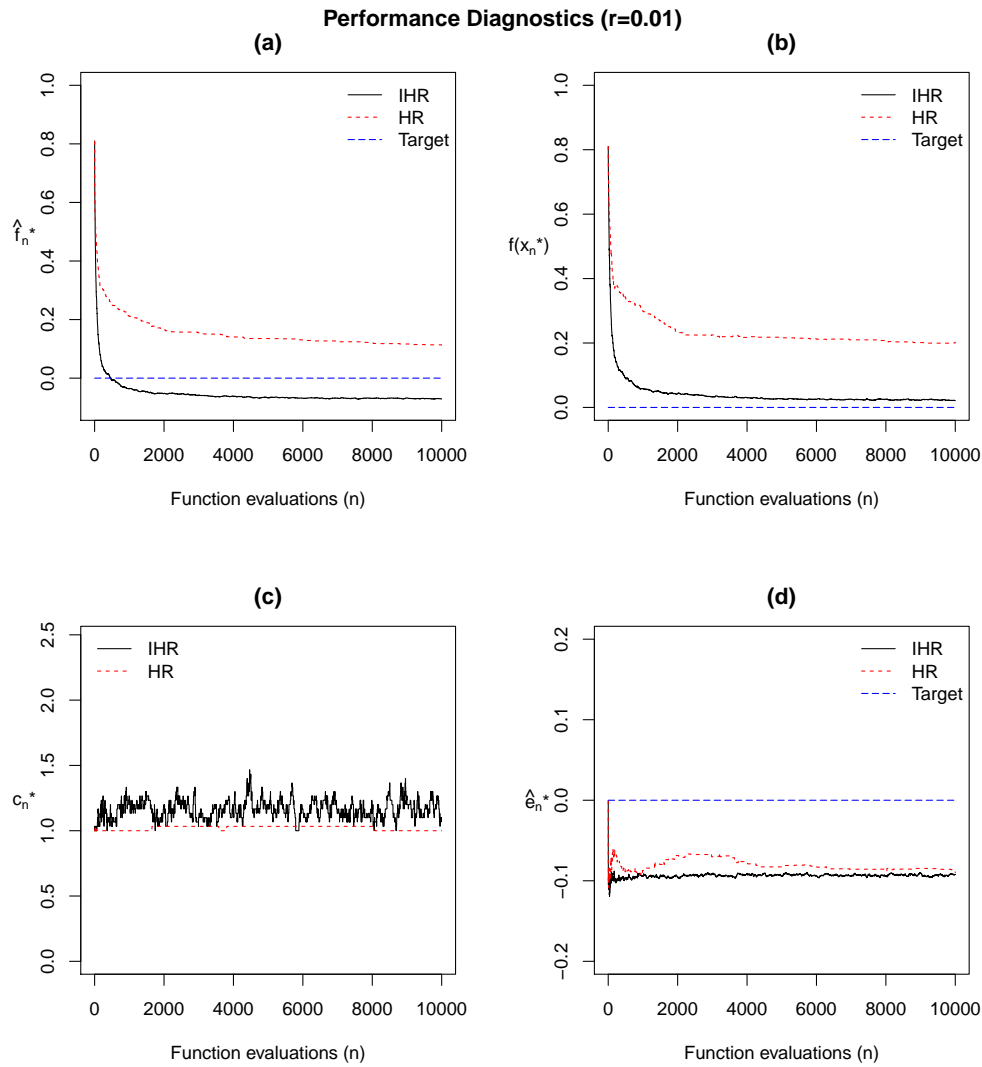 Performance Diagnostics (r=0.01)
(a)
1.0
0.8
0.6
0.4
0.2
0.0
f̂n*
IHR
HR
Target
0 2000 4000 6000 8000 10000
Function evaluations (n)
(b)
1.0
0.8
0.6
0.4
0.2
0.0
f(xn*)
IHR
HR
Target
0 2000 4000 6000 8000 10000
Function evaluations (n)
(c)
2.5
2.0
1.5
1.0
0.5
0.0
cn*
IHR
HR
0 2000 4000 6000 8000 10000
Function evaluations (n)
(d)
0.2
0.1
0.0
−0.1
−0.2
ên*
IHR
HR
Target
0 2000 4000 6000 8000 10000
Function evaluations (n)